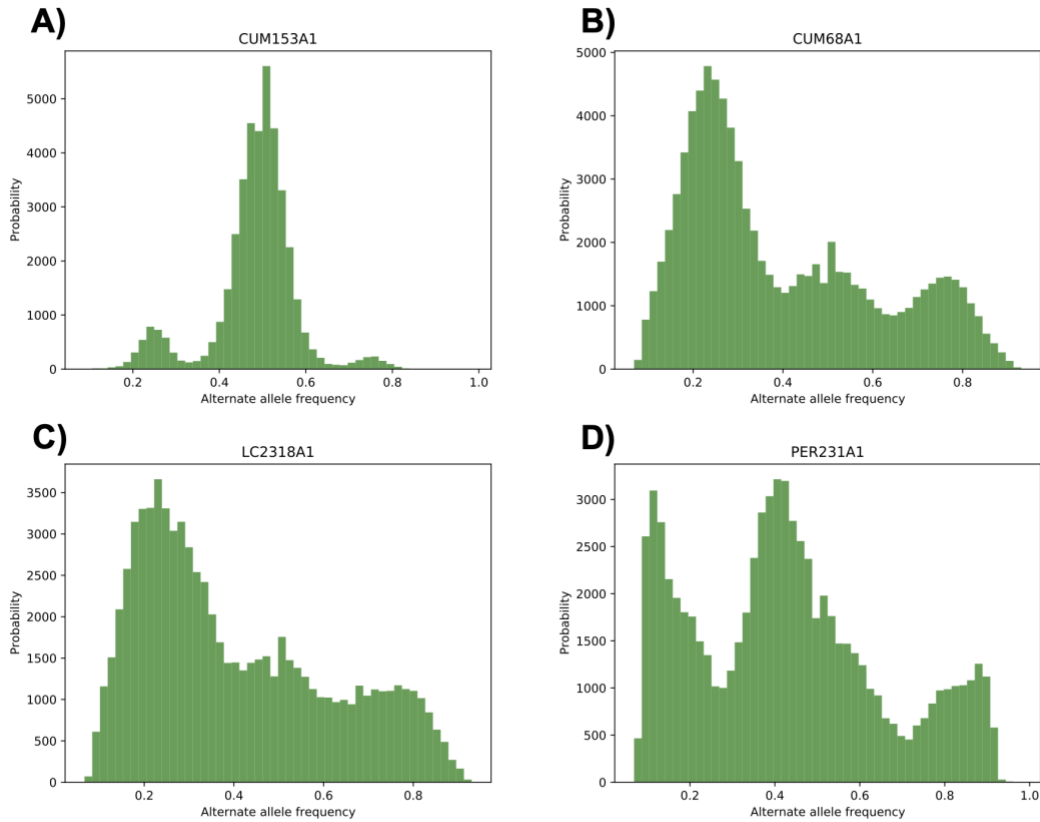 A)
CUM153A1
Probability
0
1000
2000
3000
4000
5000
0.2 0.4 0.6 0.8 1.0
Alternate allele frequency
B)
CUM68A1
Probability
0
1000
2000
3000
4000
5000
0.2 0.4 0.6 0.8
Alternate allele frequency
C)
LC2318A1
Probability
0
500
1000
1500
2000
2500
3000
3500
0.2 0.4 0.6 0.8
Alternate allele frequency
D)
PER231A1
Probability
0
500
1000
1500
2000
2500
3000
0.2 0.4 0.6 0.8 1.0
Alternate allele frequency